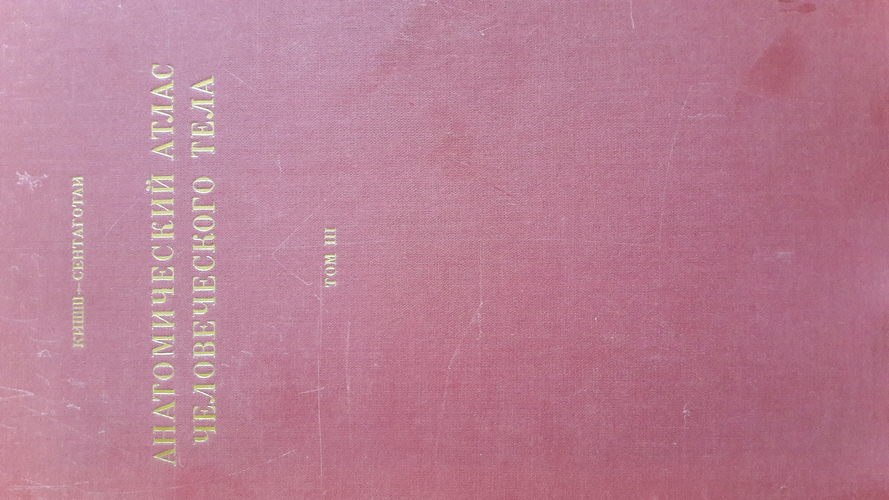 КИШШ—СЕНТАГОТАИ
АНАТОМИЧЕСКИЙ АТЛАС
ЧЕЛОВЕЧЕСКОГО ТЕЛА
ТОМ III